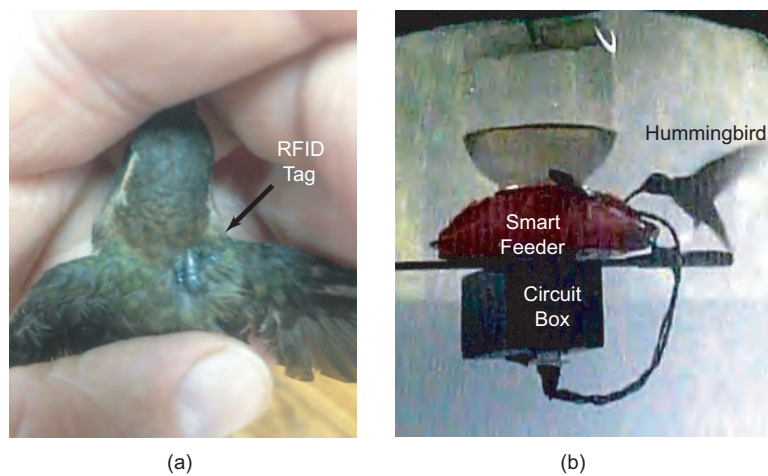 RFID
Tag
Hummingbird
Smart
Feeder
Circuit
Box
(a)
(b)